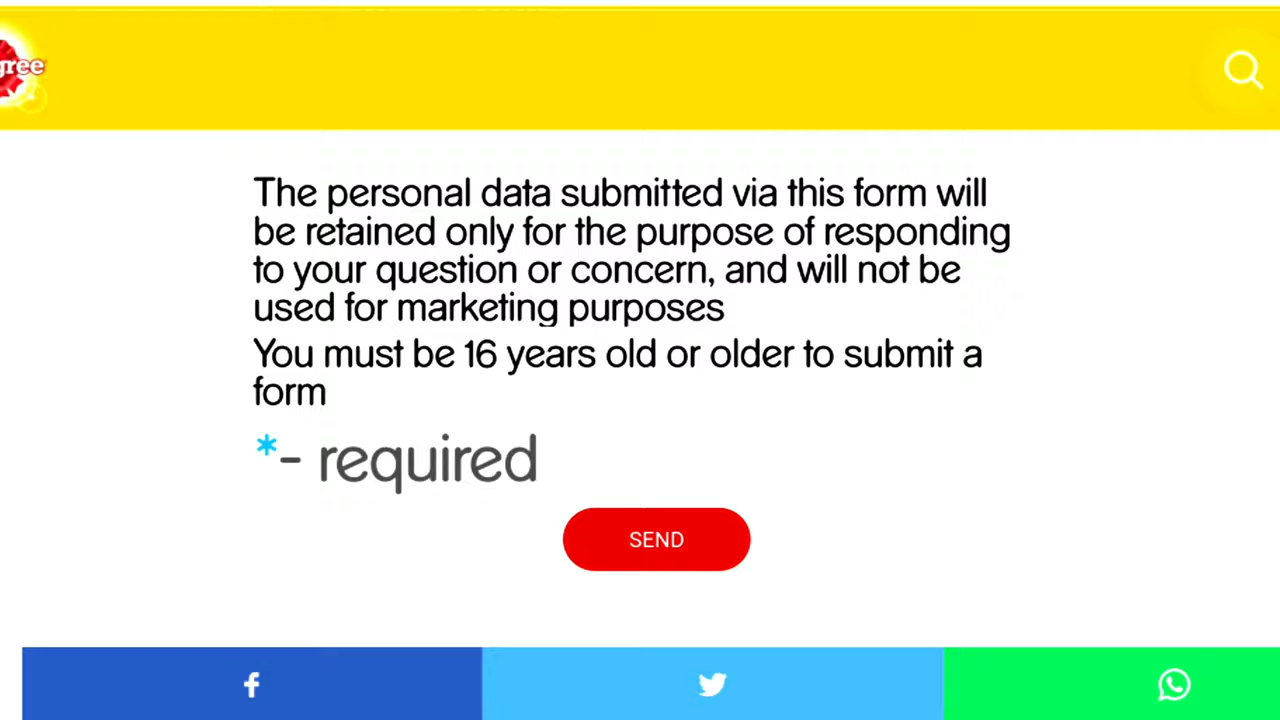 gree
The personal data submitted via this form will
be retained only for the purpose of responding
to your question or concern, and will not be
used for marketing purposes
You must be 16 years old or older to submit a
form
*- required
SEND